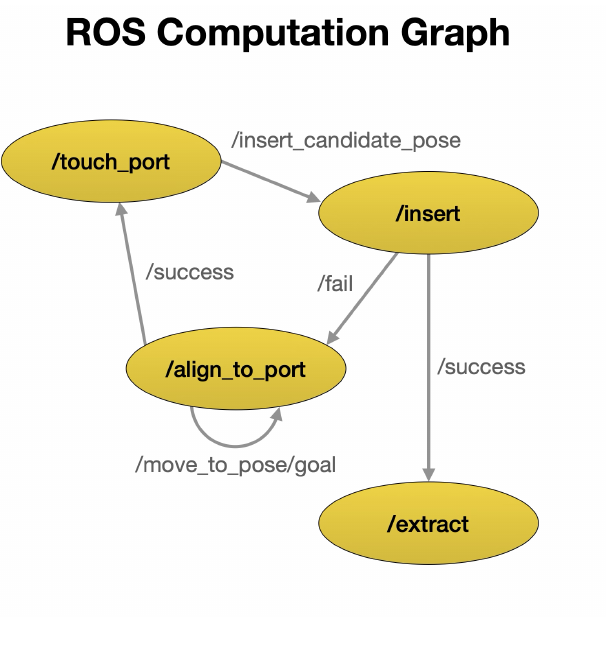 ROS Computation Graph
/insert_candidate_pose
/touch_port
/insert
/success
/fail
/align_to_port
/success
/move_to_pose/goal
/extract